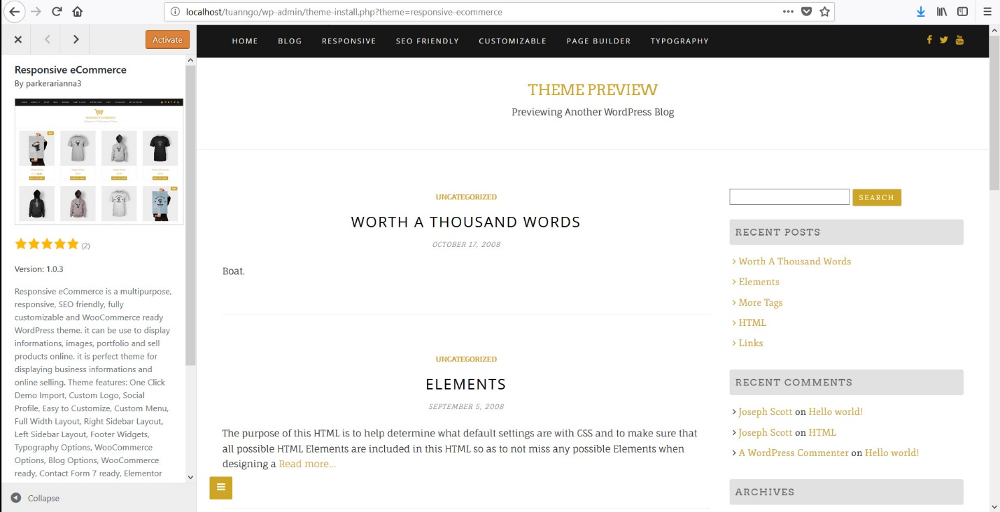 localhost/tuanngo/wp-admin/theme-install.php?theme=responsive-ecommerce
Activate
Responsive eCommerce
By parkerarianna3
(2)
Version: 1.0.3
Responsive eCommerce is a multipurpose,
responsive, SEO friendly, fully
customizable and WooCommerce ready
WordPress theme. it can be use to display
informations, images, portfolio and sell
products online. it is perfect theme for
displaying business informations and
online selling. Theme features: One Click
Demo Import, Custom Logo, Social
Profile, Easy to Customize, Custom Menu,
Full Width Layout, Right Sidebar Layout,
Left Sidebar Layout, Footer Widgets,
Typography Options, WooCommerce
Options, Blog Options, WooCommerce
ready, Contact Form 7 ready, Elementor
Collapse
HOME BLOG RESPONSIVE SEO FRIENDLY CUSTOMIZABLE PAGE BUILDER TYPOGRAPHY
THEME PREVIEW
Previewing Another WordPress Blog
UNCATEGORIZED
WORTH A THOUSAND WORDS
OCTOBER 17, 2008
Boat.
UNCATEGORIZED
ELEMENTS
SEPTEMBER 5, 2008
The purpose of this HTML is to help determine what default settings are with CSS and to make sure that
all possible HTML Elements are included in this HTML so as to not miss any possible Elements when
designing a Read more...
SEARCH
RECENT POSTS
Worth A Thousand Words
Elements
More Tags
HTML
Links
RECENT COMMENTS
Joseph Scott on Hello world!
Joseph Scott on HTML
A WordPress Commenter on Hello world!
ARCHIVES